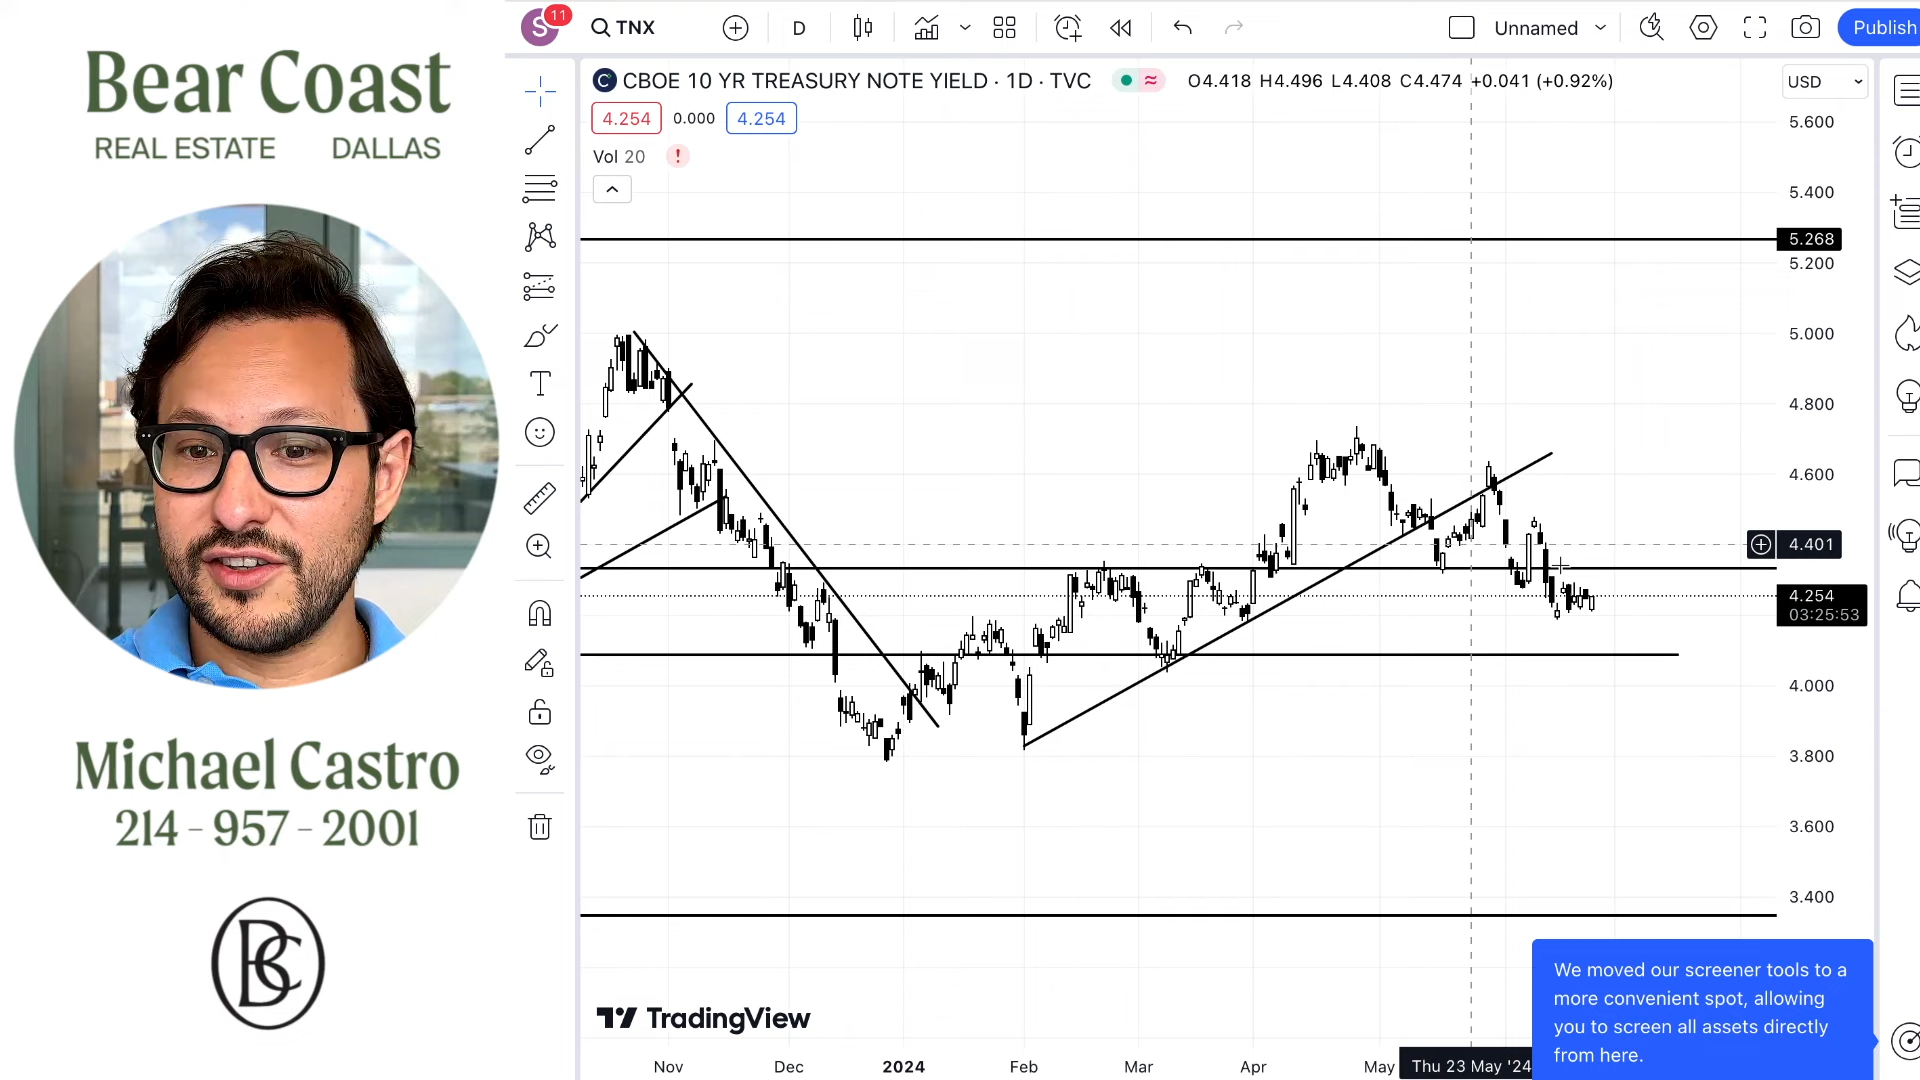 Bear Coast
REAL ESTATE DALLAS
Michael Castro
214 - 957 - 2001
BC
S 11
TNX
D
Unnamed
Publish
CBOE 10 YR TREASURY NOTE YIELD · 1D · TVC
O4.418 H4.496 L4.408 C4.474 +0.041 (+0.92%)
USD
4.254 0.000 4.254
Vol 20
5.600
5.400
5.268
5.200
5.000
4.800
4.600
4.401
4.254
03:25:53
4.000
3.800
3.600
3.400
TradingView
Nov Dec 2024 Feb Mar Apr May Thu 23 May '24
We moved our screener tools to a
more convenient spot, allowing
you to screen all assets directly
from here.